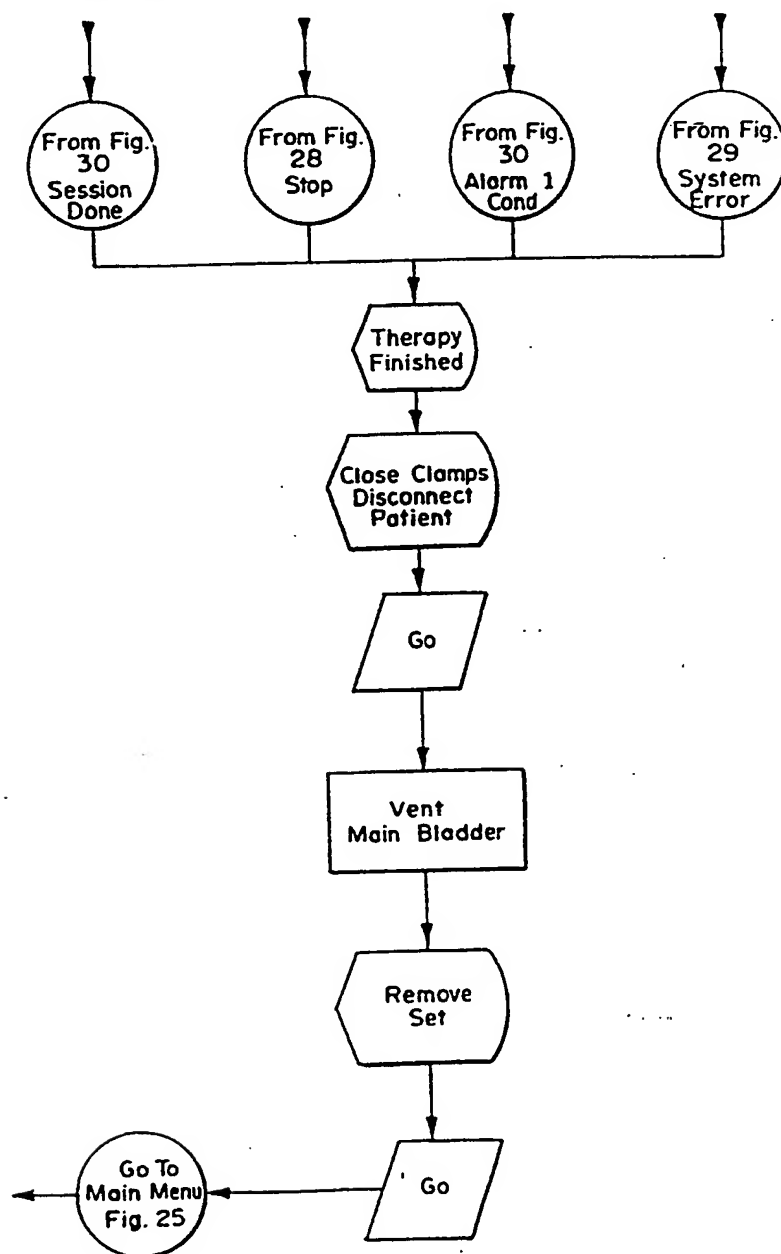 From Fig.
30
Session
Done
From Fig.
28
Stop
From Fig.
30
Alarm 1
Cond
From Fig.
29
System
Error
Therapy
Finished
Close Clamps
Disconnect
Patient
Go
Vent
Main Bladder
Remove
Set
Go
Go To
Main Menu
Fig. 25